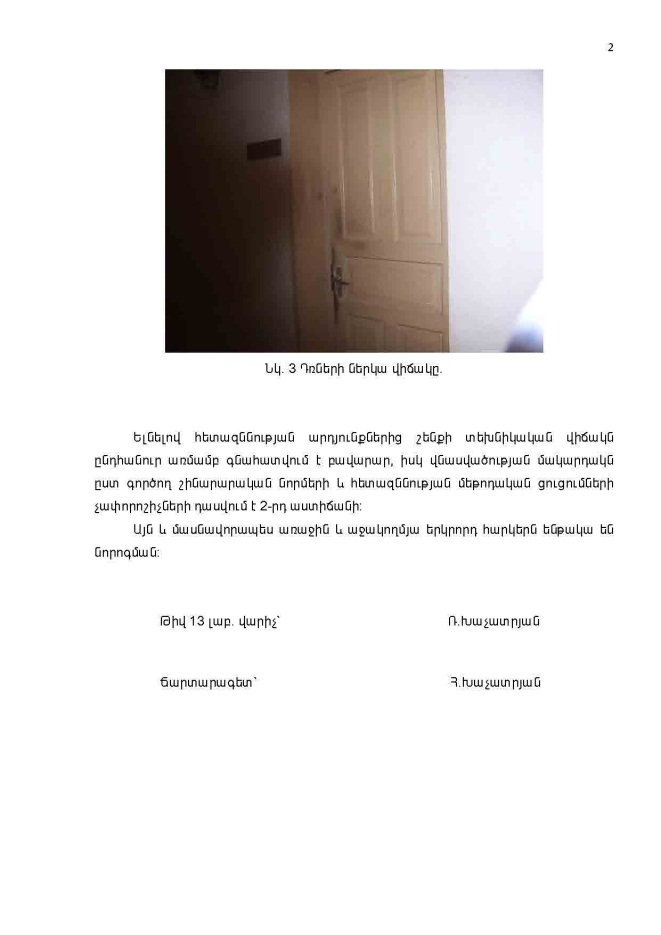 2
Նկ. 3 Դռների ներկա վիճակը.
Ելնելով հետազննության արդյունքներից շենքի տեխնիկական վիճակն
ընդհանուր առմամբ գնահատվում է բավարար, իսկ վնասվածության մակարդակն
ըստ գործող շինարարական նորմերի և հետազննության մեթոդական ցուցումների
չափորոշիչների դասվում է 2-րդ աստիճանի:
Այն և մասնավորապես առաջին և աջակողմյա երկրորդ հարկերն ենթակա են
նորոգման:
Թիվ 13 լաբ. վարիչ՝ Ռ.Խաչատրյան
Ճարտարագետ՝ Հ.Խաչատրյան